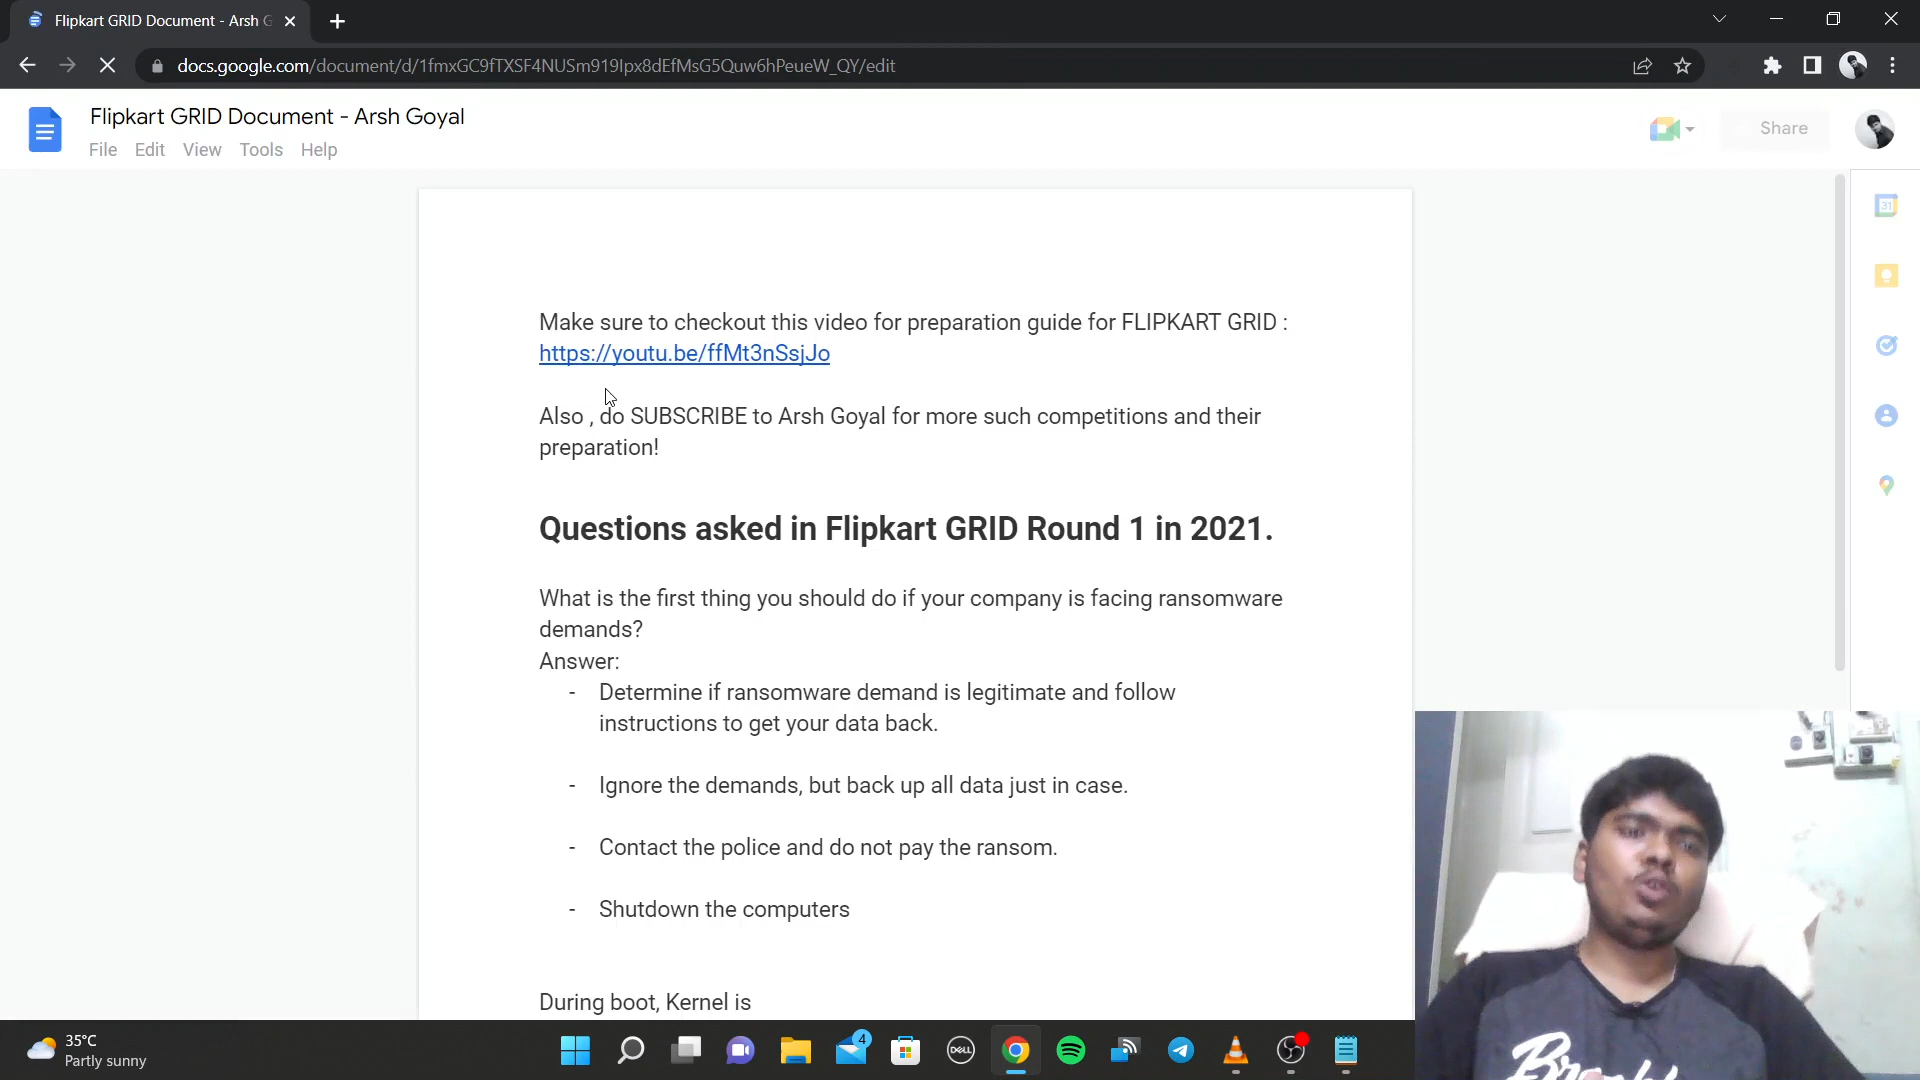 Flipkart GRID Document - Arsh G
docs.google.com/document/d/1fmxGC9fTXSF4NUSm919Ipx8dEfMsG5Quw6hPeueW_QY/edit
Flipkart GRID Document - Arsh Goyal
File Edit View Tools Help
Share
31
Make sure to checkout this video for preparation guide for FLIPKART GRID :
https://youtu.be/ffMt3nSsjJo
Also , do SUBSCRIBE to Arsh Goyal for more such competitions and their
preparation!
Questions asked in Flipkart GRID Round 1 in 2021.
What is the first thing you should do if your company is facing ransomware
demands?
Answer:
- Determine if ransomware demand is legitimate and follow
instructions to get your data back.
- Ignore the demands, but back up all data just in case.
- Contact the police and do not pay the ransom.
- Shutdown the computers
During boot, Kernel is
35°C
Partly sunny
4
DELL